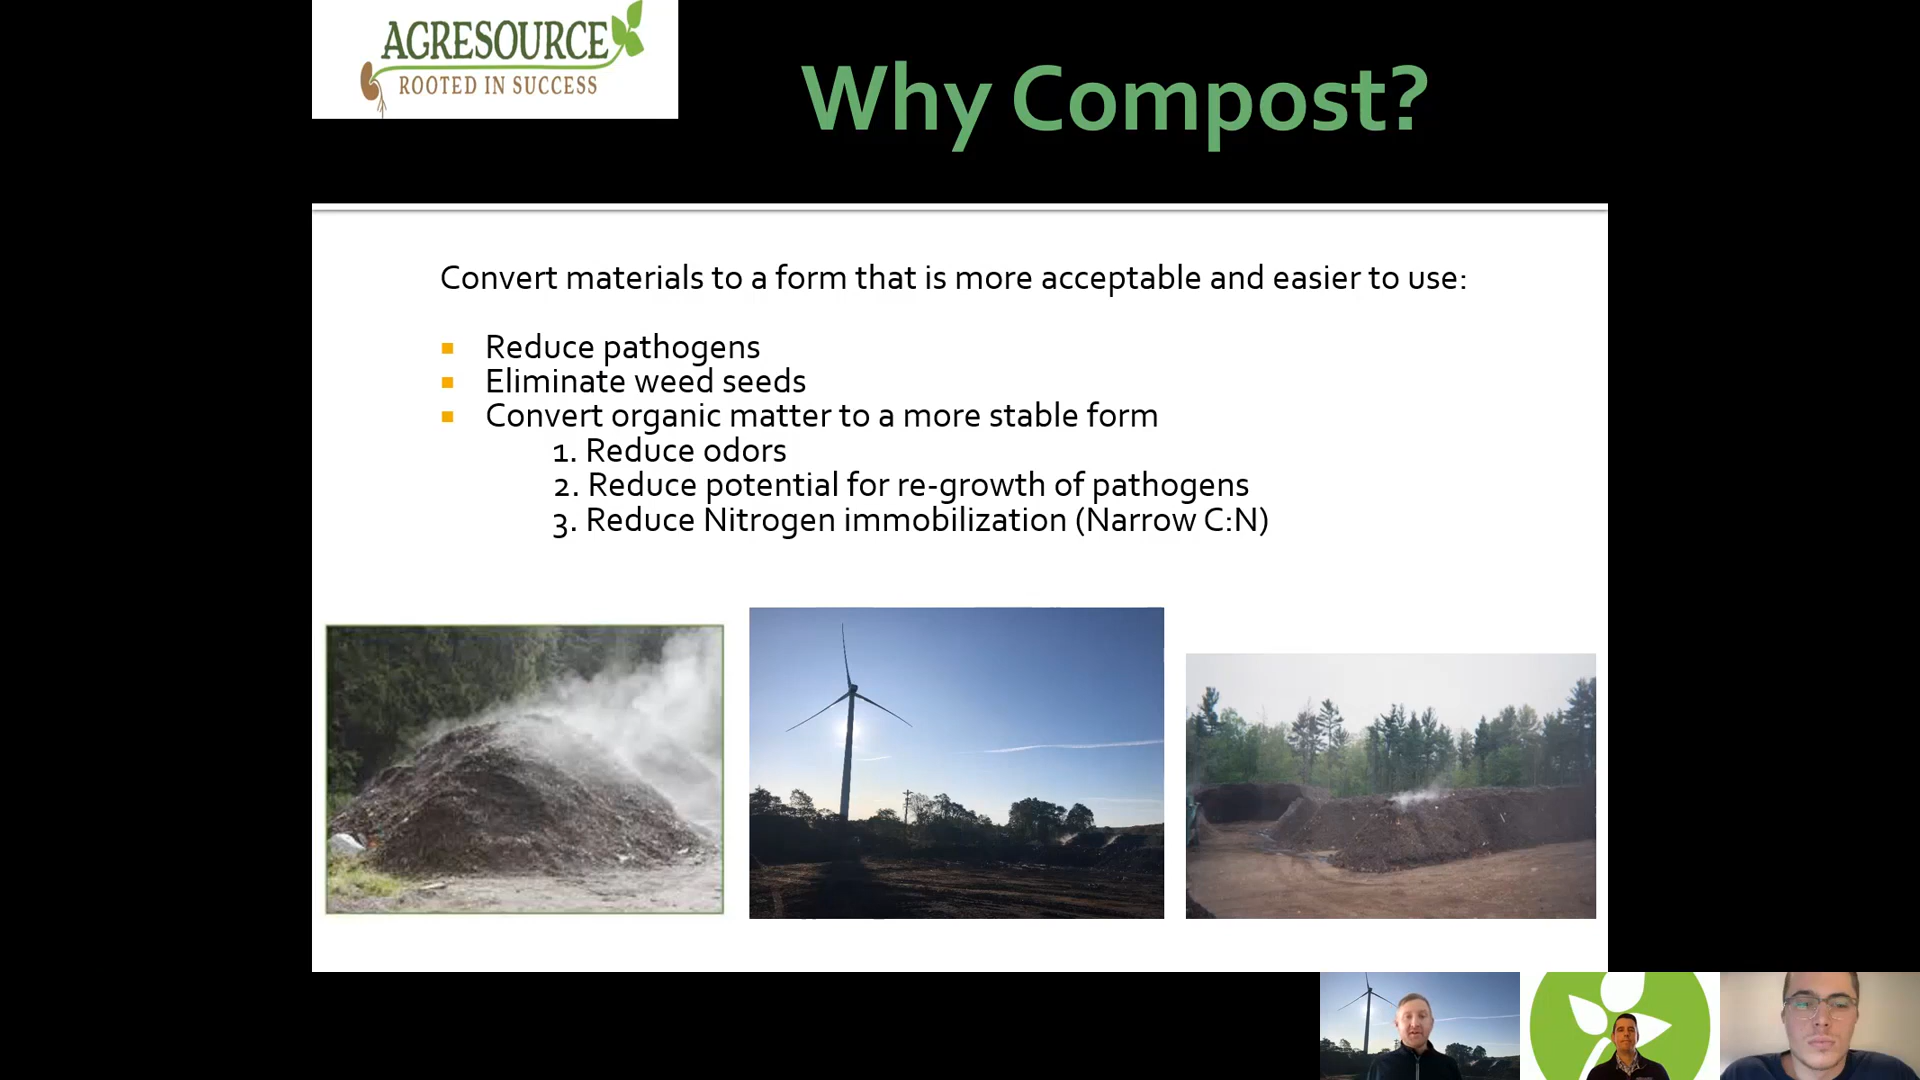 AGRESOURCE
ROOTED IN SUCCESS
Why Compost?
Convert materials to a form that is more acceptable and easier to use:
Reduce pathogens
Eliminate weed seeds
Convert organic matter to a more stable form
1. Reduce odors
2. Reduce potential for re-growth of pathogens
3. Reduce Nitrogen immobilization (Narrow C:N)